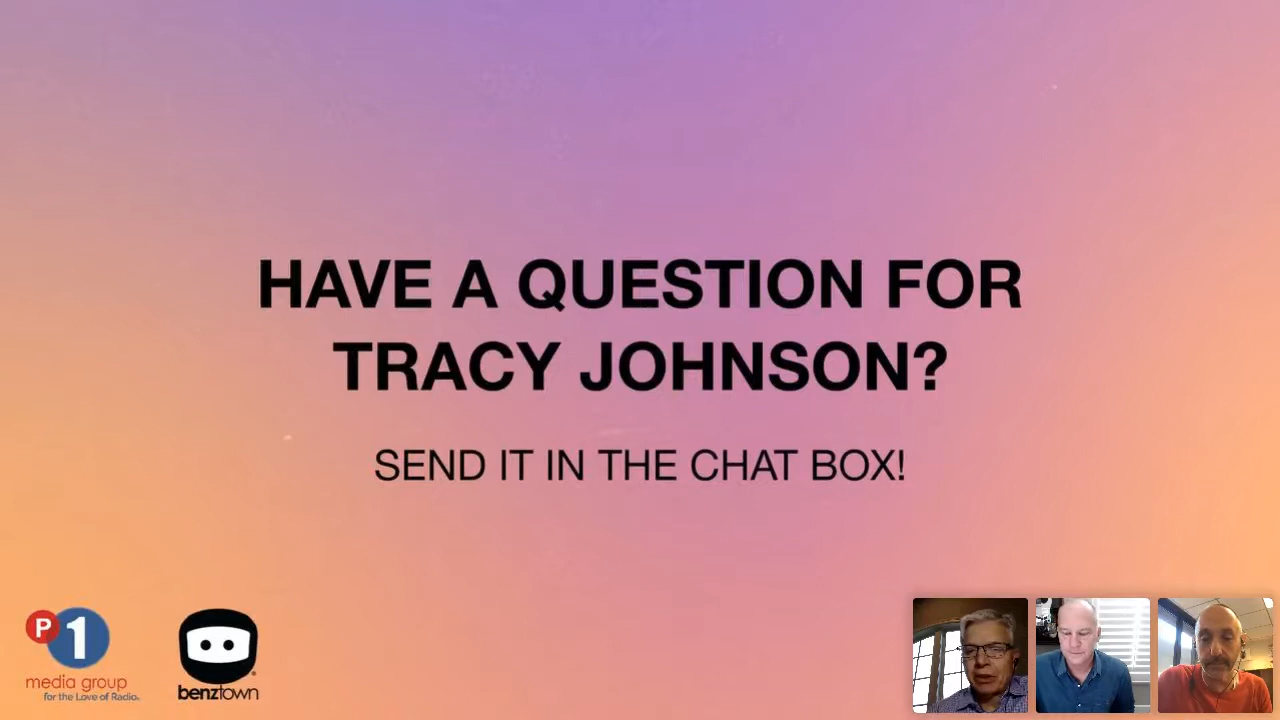 HAVE A QUESTION FOR
TRACY JOHNSON?
SEND IT IN THE CHAT BOX!
P1
media group
for the Love of Radio.
benztown